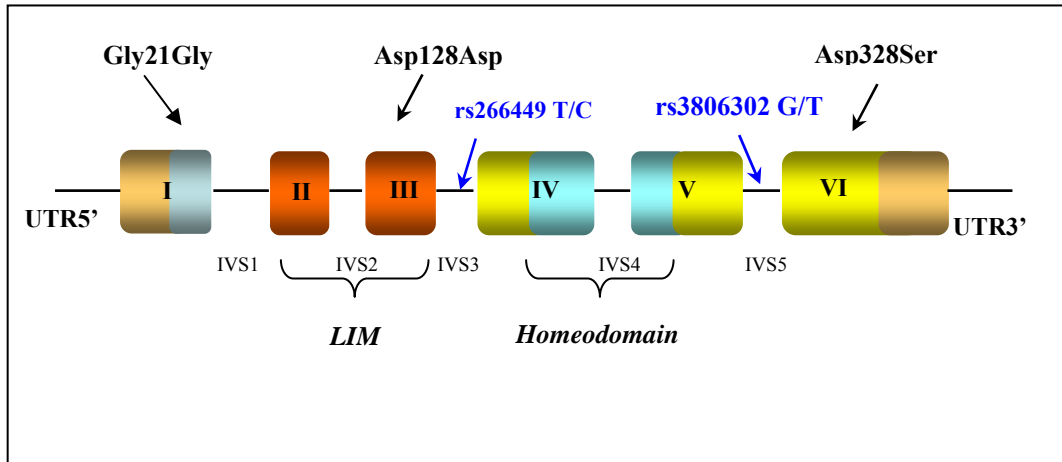 Gly21Gly
Asp128Asp
Asp328Ser
rs266449 T/C
rs3806302 G/T
I
II
III
IV
V
VI
UTR5’
UTR3’
IVS1
IVS2
IVS3
IVS4
IVS5
LIM
Homeodomain